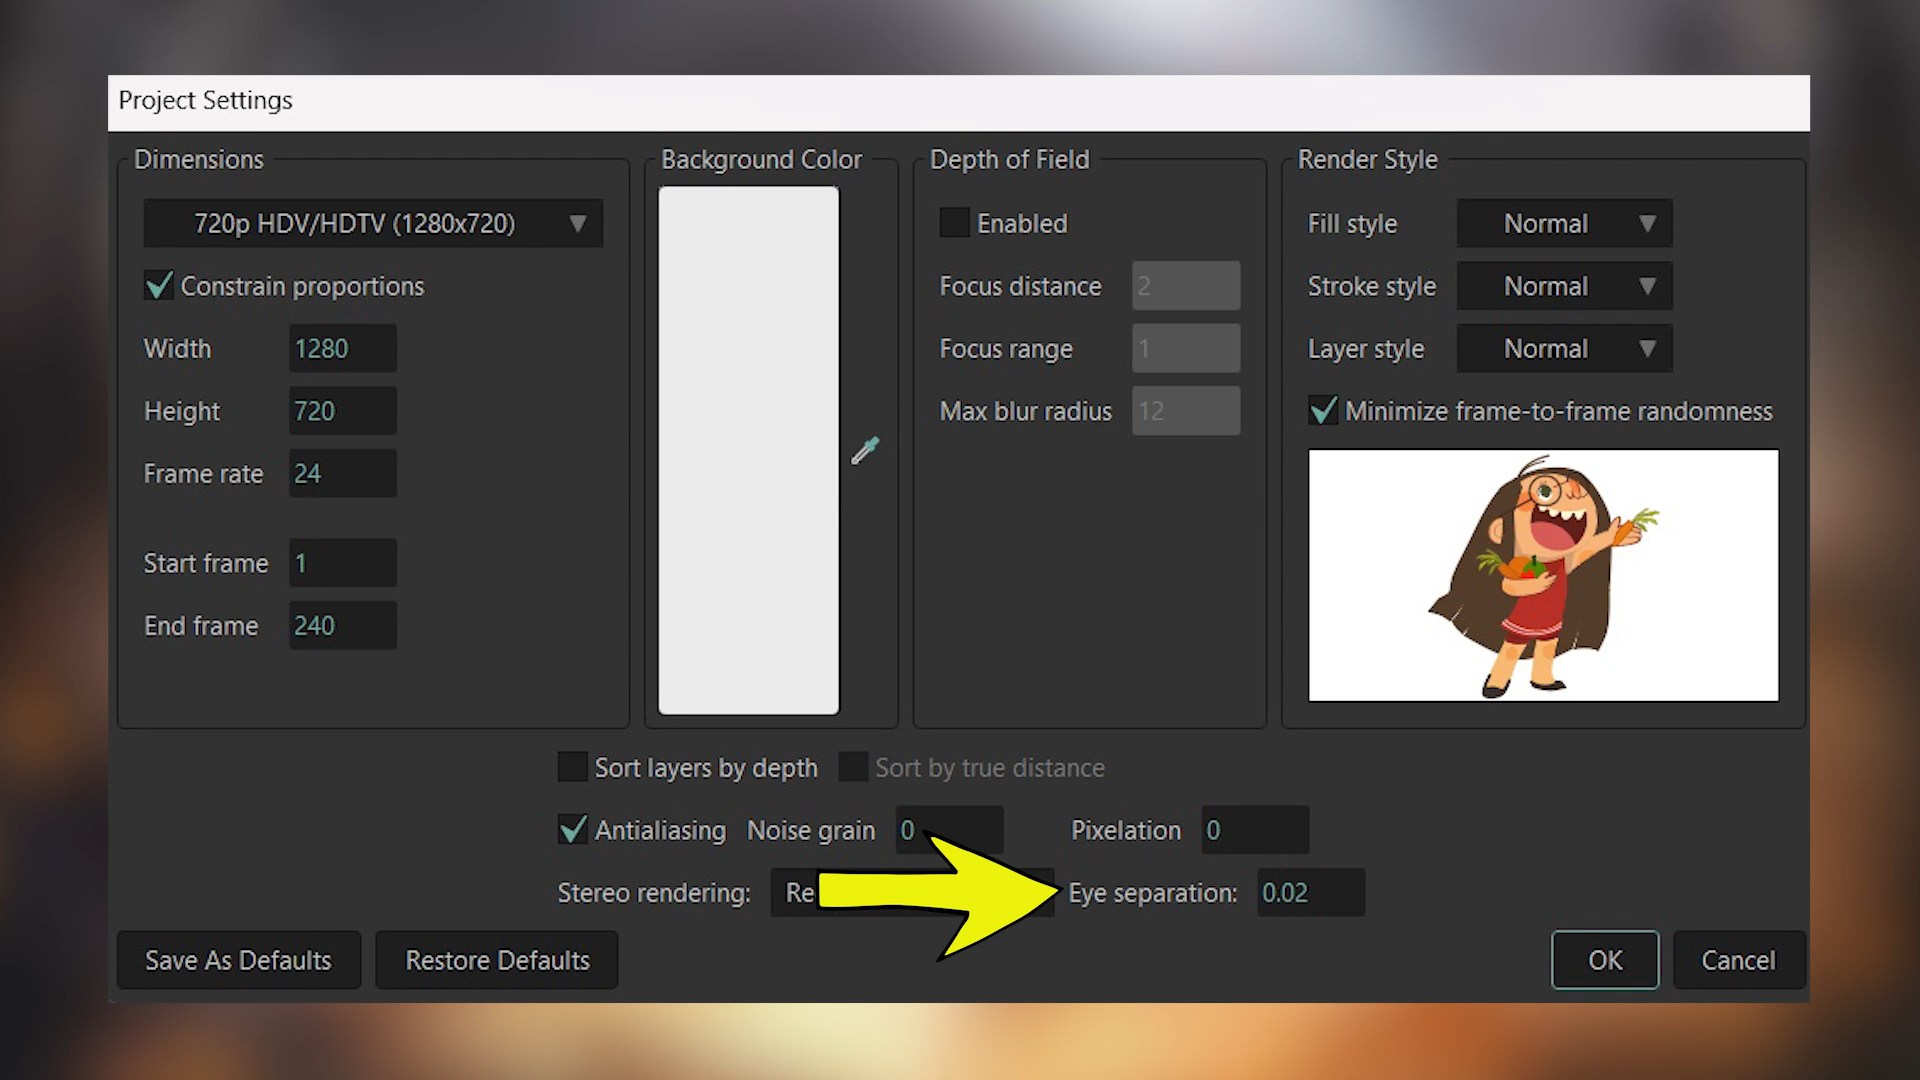 Project Settings
Dimensions
720p HDV/HDTV (1280x720)
Constrain proportions
Width 1280
Height 720
Frame rate 24
Start frame 1
End frame 240
Background Color
Depth of Field
Enabled
Focus distance 2
Focus range 1
Max blur radius 12
Render Style
Fill style Normal
Stroke style Normal
Layer style Normal
Minimize frame-to-frame randomness
Sort layers by depth Sort by true distance
Antialiasing Noise grain 0 Pixelation 0
Stereo rendering: Eye separation: 0.02
Save As Defaults Restore Defaults OK Cancel